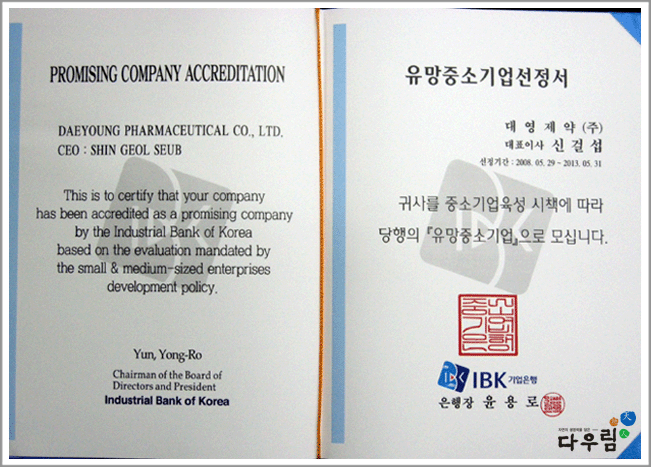 PROMISING COMPANY ACCREDITATION
DAEYOUNG PHARMACEUTICAL CO., LTD.
CEO : SHIN GEOL SEUB
This is to certify that your company
has been accredited as a promising company
by the Industrial Bank of Korea
based on the evaluation mandated by
the small & medium-sized enterprises
development policy.
Yun, Yong-Ro
Chairman of the Board of
Directors and President
Industrial Bank of Korea
유망중소기업선정서
대 영 제 약 (주)
대표이사 신 걸 섭
선정기간 : 2008. 05. 29 ~ 2013. 05. 31
귀사를 중소기업육성 시책에 따라
당행의 『유망중소기업』으로 모십니다.
IBK 기업은행
은행장 윤 용 로
다우림